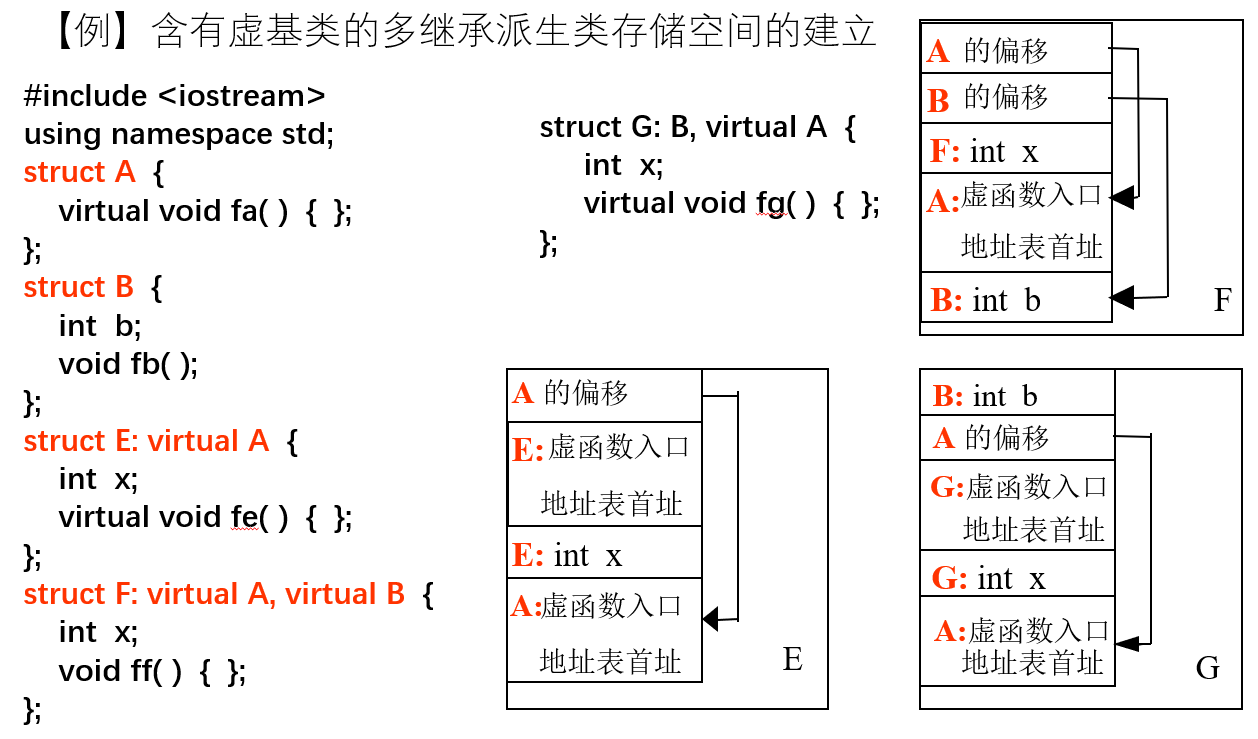 【例】含有虚基类的多继承派生类存储空间的建立
#include <iostream>
using namespace std;
struct A {
virtual void fa( ) { };
};
struct B {
int b;
void fb( );
};
struct E: virtual A {
int x;
virtual void fe( ) { };
};
struct F: virtual A, virtual B {
int x;
void ff( ) { };
};
struct G: B, virtual A {
int x;
virtual void fg( ) { };
};
A 的偏移
B 的偏移
F: int x
A:虚函数入口
地址表首址
B: int b
F
A 的偏移
E:虚函数入口
地址表首址
E: int x
A:虚函数入口
地址表首址
E
B: int b
A 的偏移
G:虚函数入口
地址表首址
G: int x
A:虚函数入口
地址表首址
G